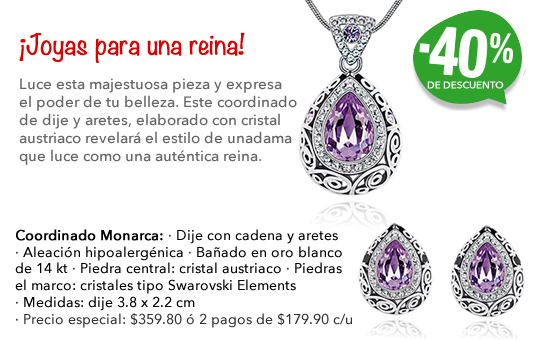 ¡Joyas para una reina!
-40%
DE DESCUENTO
Luce esta majestuosa pieza y expresa
el poder de tu belleza. Este coordinado
de dije y aretes, elaborado con cristal
austriaco revelará el estilo de unadama
que luce como una auténtica reina.
Coordinado Monarca: · Dije con cadena y aretes
· Aleación hipoalergénica · Bañado en oro blanco
de 14 kt · Piedra central: cristal austriaco · Piedras
el marco: cristales tipo Swarovski Elements
· Medidas: dije 3.8 x 2.2 cm
· Precio especial: $359.80 ó 2 pagos de $179.90 c/u